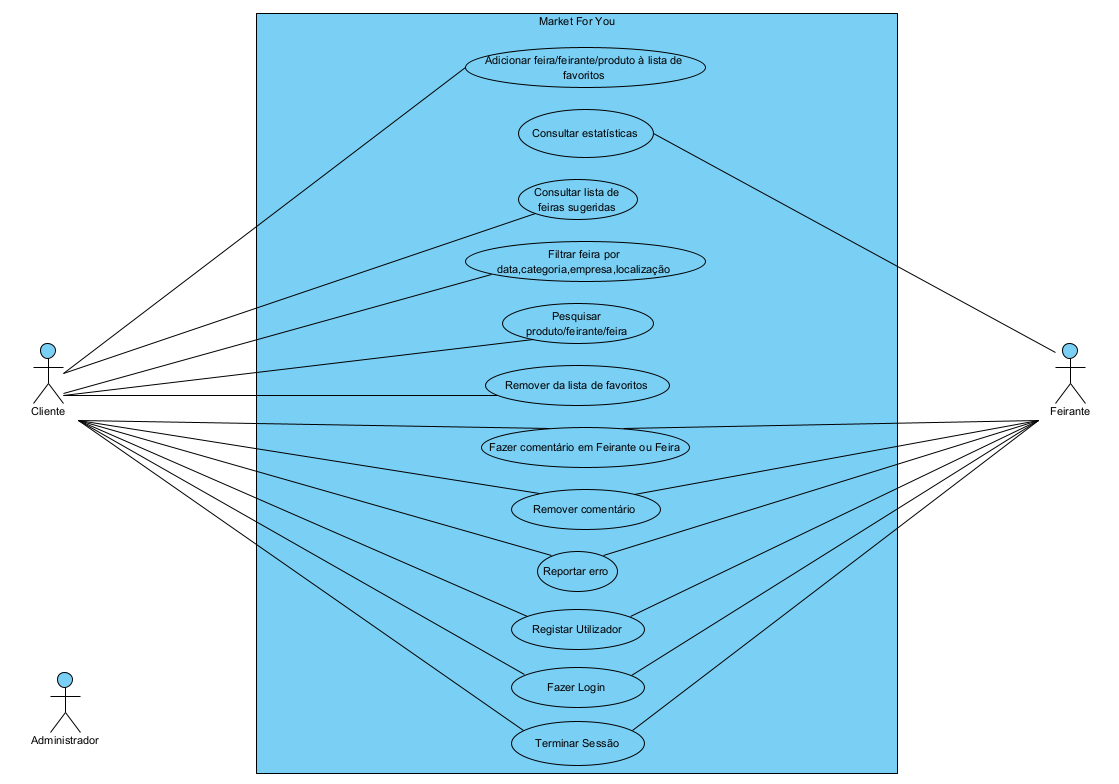 Market For You
Adicionar feira/feirante/produto à lista de
favoritos
Consultar estatísticas
Consultar lista de
feiras sugeridas
Filtrar feira por
data,categoria,empresa,localização
Pesquisar
produto/feirante/feira
Remover da lista de favoritos
Cliente
Feirante
Fazer comentário em Feirante ou Feira
Remover comentário
Reportar erro
Registar Utilizador
Fazer Login
Administrador
Terminar Sessão